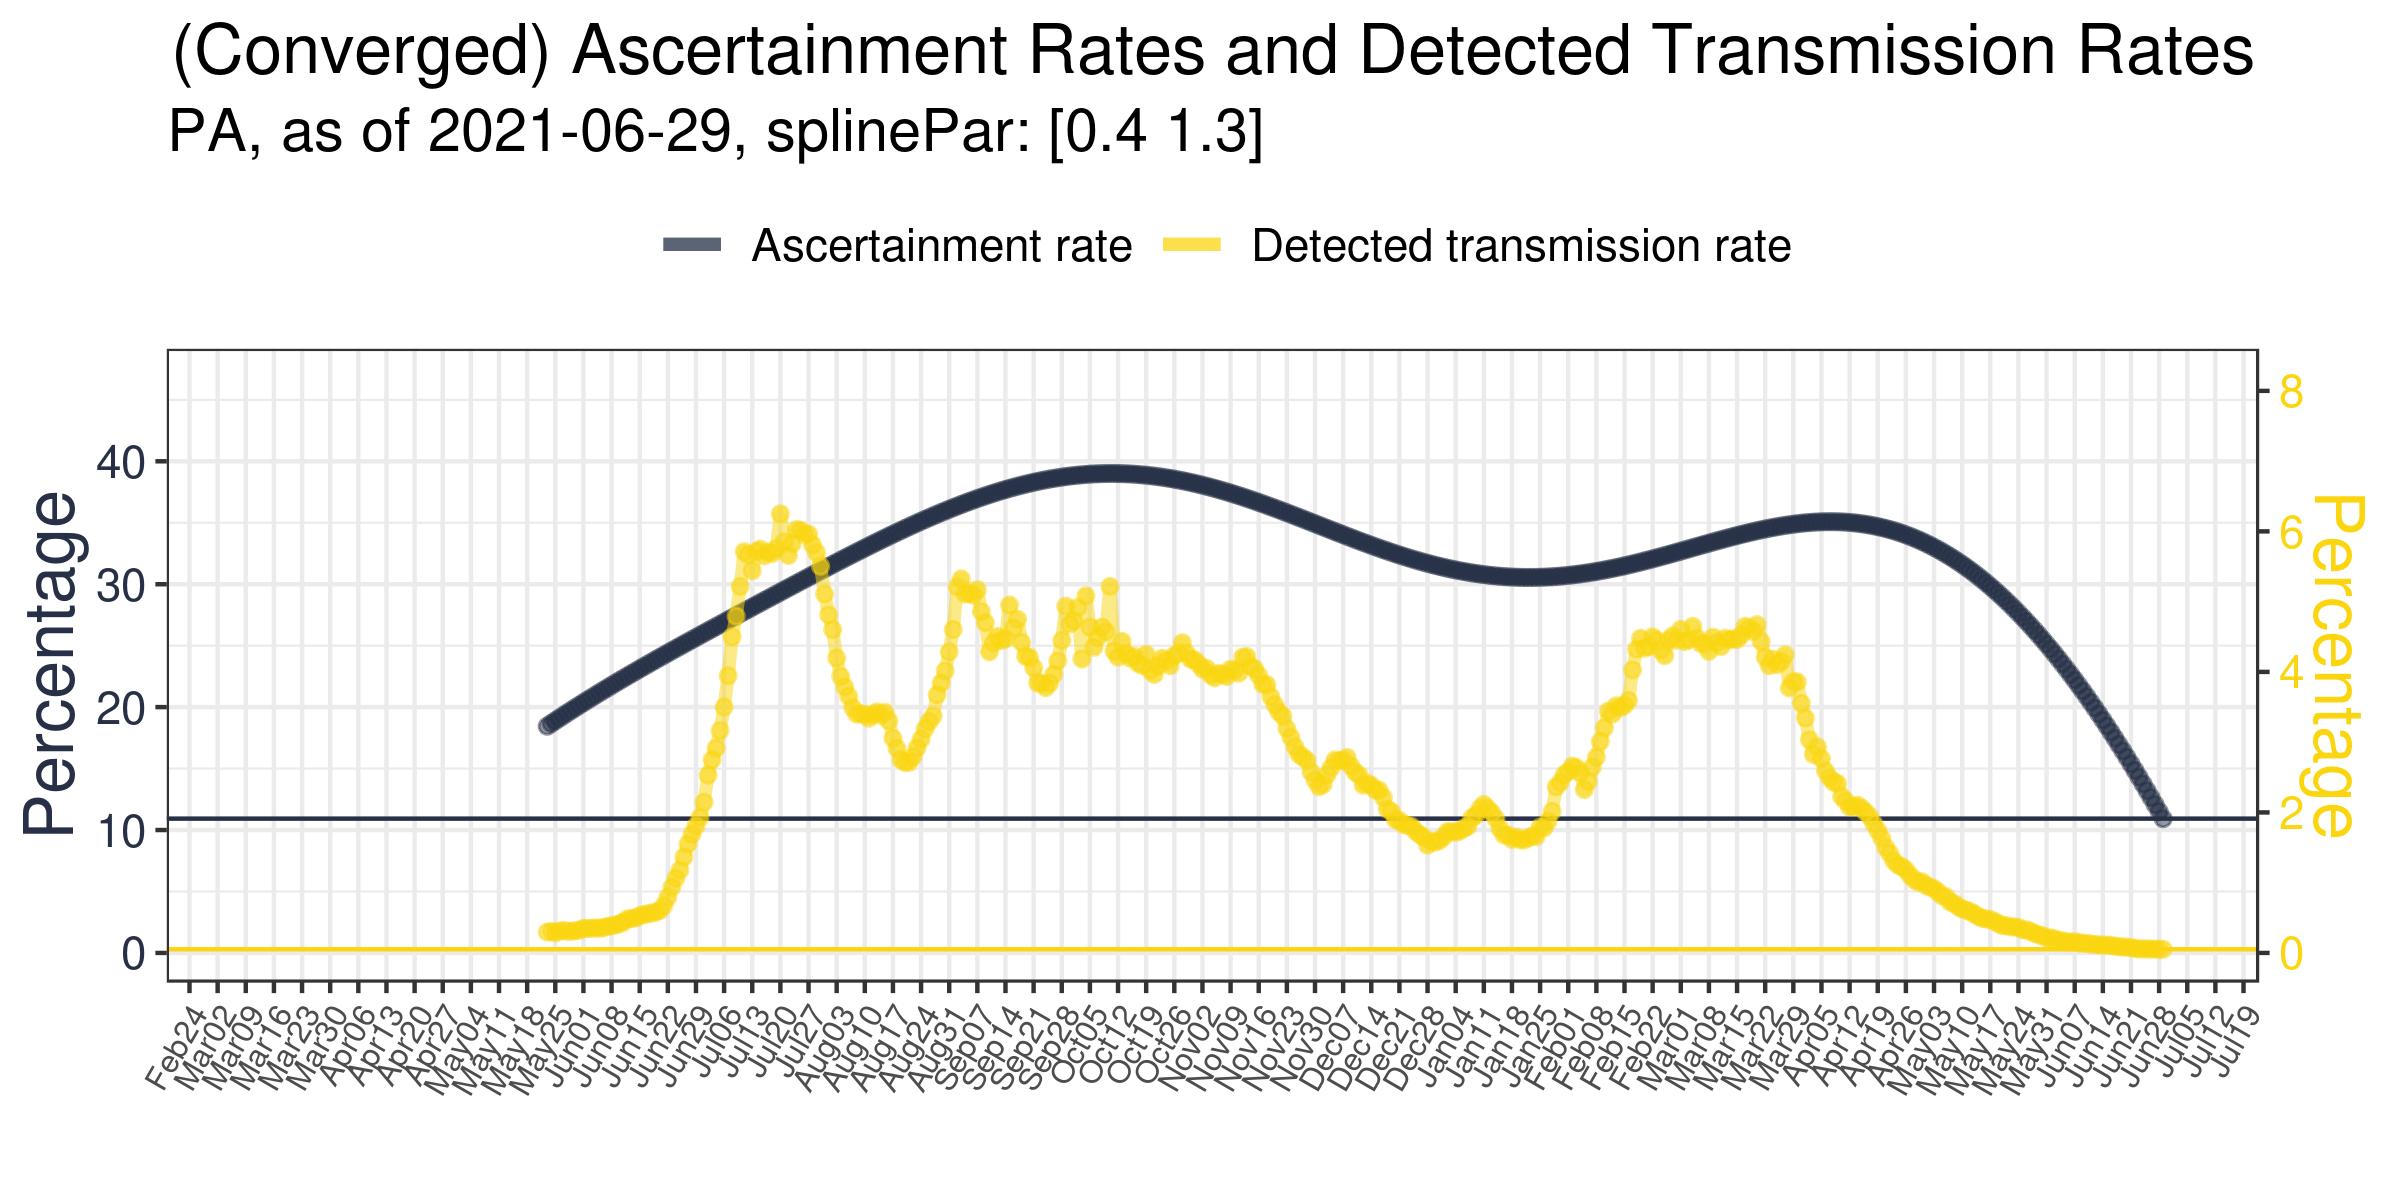 (Converged) Ascertainment Rates and Detected Transmission Rates
PA, as of 2021-06-29, splinePar: [0.4 1.3]
Ascertainment rate Detected transmission rate
Percentage
40
30
20
10
0
8
6
4
2
0
Percentage
Feb24
Mar02
Mar09
Mar16
Mar23
Mar30
Apr06
Apr13
Apr20
Apr27
May04
May11
May18
May25
Jun01
Jun08
Jun15
Jun22
Jun29
Jul06
Jul13
Jul20
Jul27
Aug03
Aug10
Aug17
Aug24
Aug31
Sep07
Sep14
Sep21
Sep28
Oct05
Oct12
Oct19
Oct26
Nov02
Nov09
Nov16
Nov23
Nov30
Dec07
Dec14
Dec21
Dec28
Jan04
Jan11
Jan18
Jan25
Feb01
Feb08
Feb15
Feb22
Mar01
Mar08
Mar15
Mar22
Mar29
Apr05
Apr12
Apr19
Apr26
May03
May10
May17
May24
May31
Jun07
Jun14
Jun21
Jun28
Jul05
Jul12
Jul19